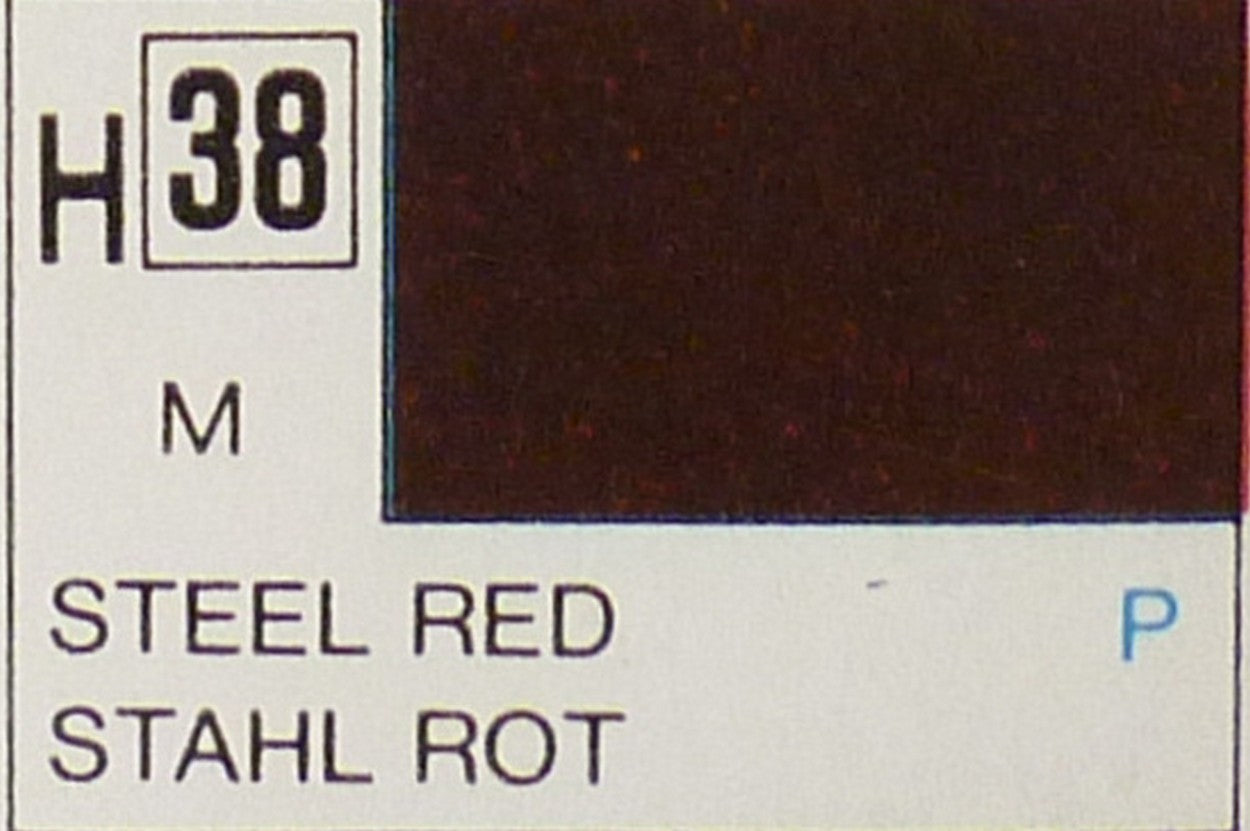 H 38
M
STEEL RED P
STAHL ROT